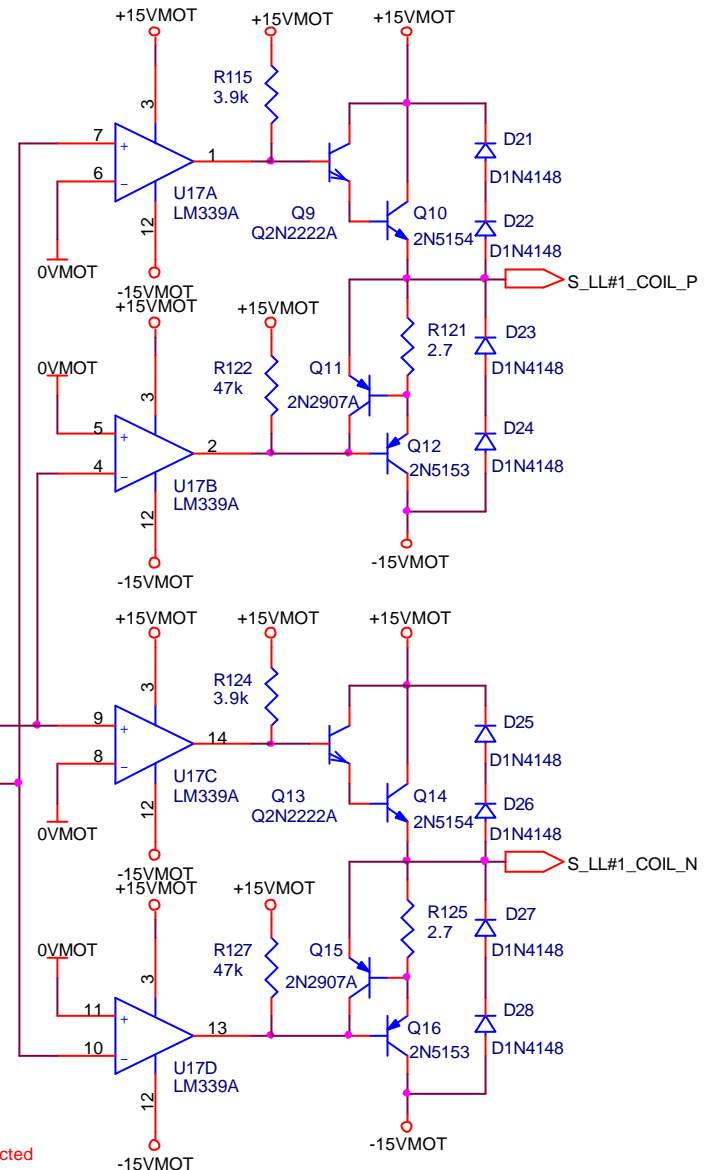 +15VMOT +15VMOT +15VMOT
R115
3.9k
3
7
+
1
6
−
U17A
LM339A
12
0VMOT
-15VMOT
Q9
Q2N2222A
Q10
2N5154
D21
D1N4148
D22
D1N4148
S_LL#1_COIL_P
+15VMOT +15VMOT
0VMOT
R122
47k
3
5
+
2
4
−
U17B
LM339A
12
-15VMOT
Q11
2N2907A
R121
2.7
Q12
2N5153
-15VMOT
D23
D1N4148
D24
D1N4148
+15VMOT +15VMOT +15VMOT
R124
3.9k
3
9
+
14
8
−
U17C
LM339A
12
0VMOT
-15VMOT
Q13
Q2N2222A
Q14
2N5154
D25
D1N4148
D26
D1N4148
S_LL#1_COIL_N
+15VMOT +15VMOT
0VMOT
R127
47k
3
11
+
13
10
−
U17D
LM339A
12
-15VMOT
Q15
2N2907A
R125
2.7
Q16
2N5153
-15VMOT
D27
D1N4148
D28
D1N4148
cted